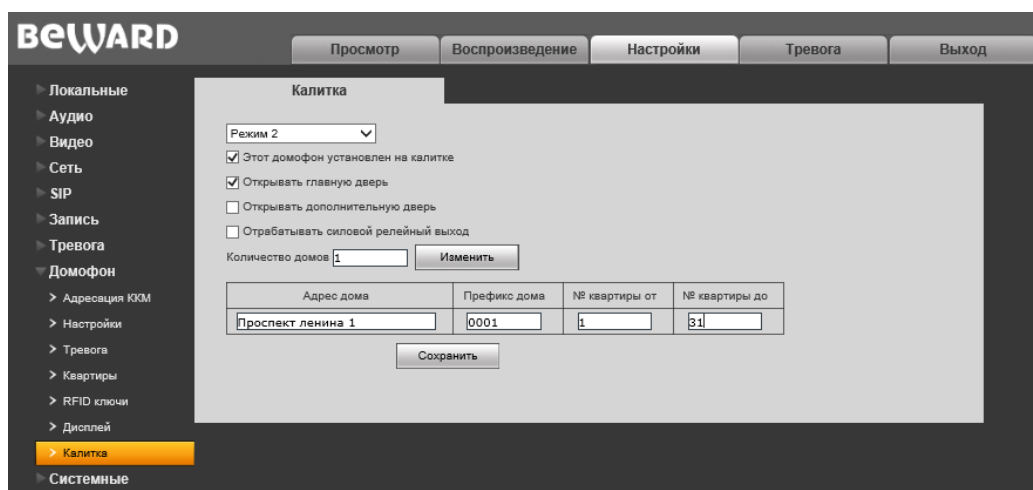 BEWARD
Просмотр Воспроизведение Настройки Тревога Выход
Локальные
Аудио
Видео
Сеть
SIP
Запись
Тревога
Домофон
Адресация ККМ
Настройки
Тревога
Квартиры
RFID ключи
Дисплей
Калитка
Системные
Калитка
Режим 2
Этот домофон установлен на калитке
Открывать главную дверь
Открывать дополнительную дверь
Отрабатывать силовой релейный выход
Количество домов 1 Изменить
Адрес дома Префикс дома № квартиры от № квартиры до
Проспект ленина 1 0001 1 31
Сохранить